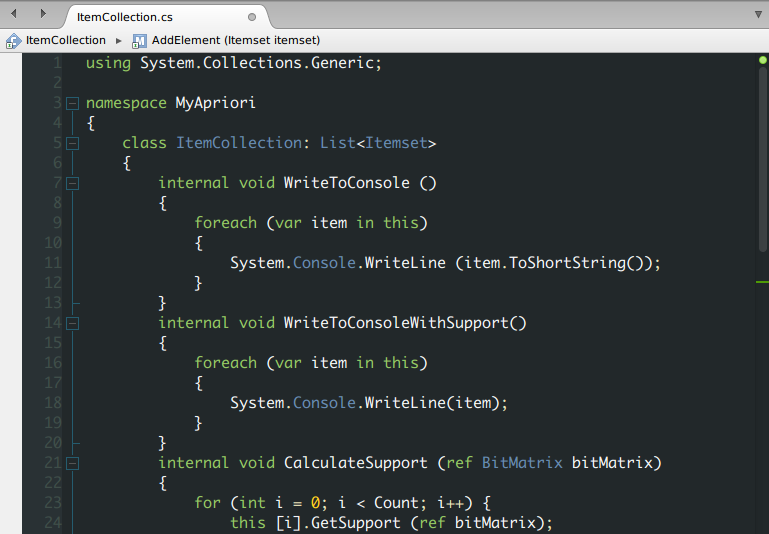 ItemCollection.cs
ItemCollection ▸ M AddElement (Itemset itemset)
1 using System.Collections.Generic;
2
3 namespace MyApriori
4 {
5 class ItemCollection: List<Itemset>
6 {
7 internal void WriteToConsole ()
8 {
9 foreach (var item in this)
10 {
11 System.Console.WriteLine (item.ToShortString());
12 }
13 }
14 internal void WriteToConsoleWithSupport()
15 {
16 foreach (var item in this)
17 {
18 System.Console.WriteLine(item);
19 }
20 }
21 internal void CalculateSupport (ref BitMatrix bitMatrix)
22 {
23 for (int i = 0; i < Count; i++) {
24 this [i].GetSupport (ref bitMatrix);